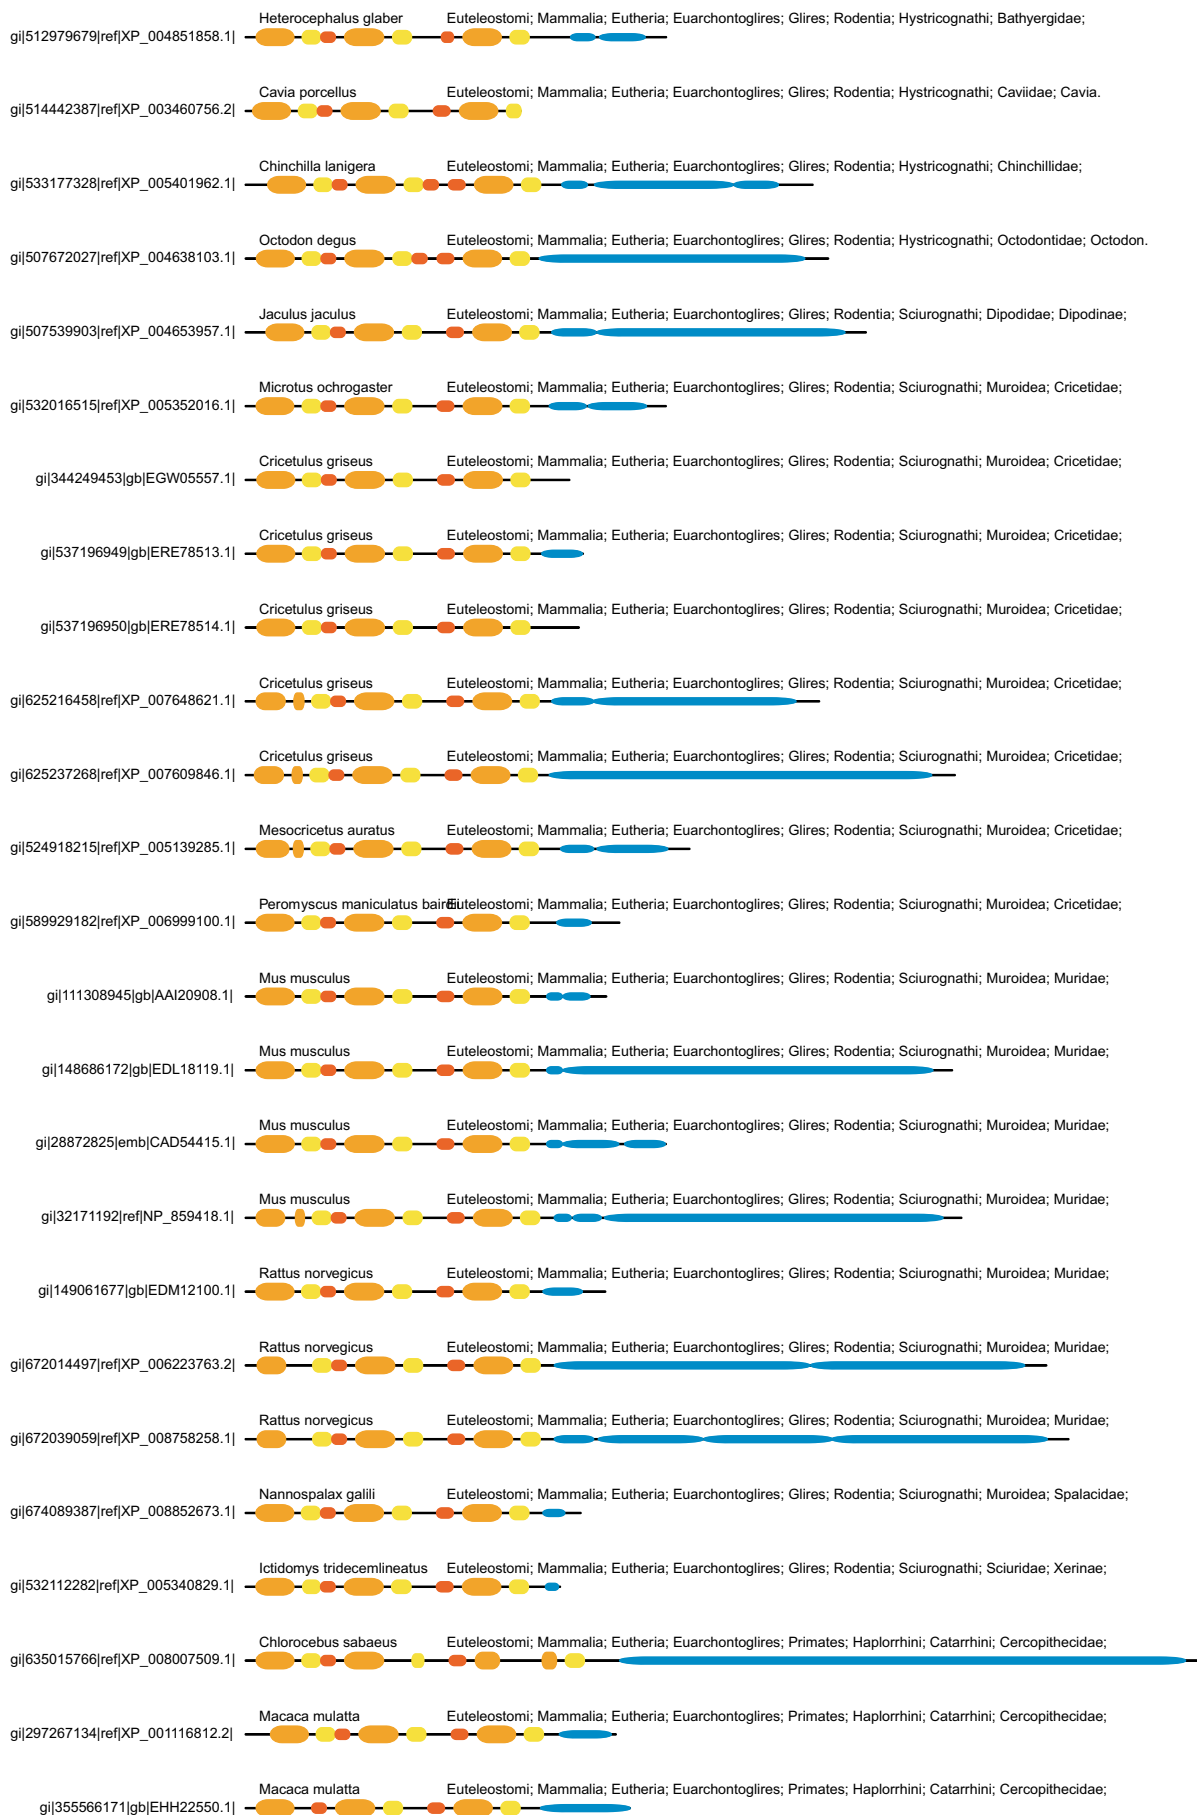 Heterocephalus glaber Euteleostomi; Mammalia; Eutheria; Euarchontoglires; Glires; Rodentia; Hystricognathi; Bathyergidae;
gi|512979679|ref|XP_004851858.1|
Cavia porcellus Euteleostomi; Mammalia; Eutheria; Euarchontoglires; Glires; Rodentia; Hystricognathi; Caviidae; Cavia.
gi|514442387|ref|XP_003460756.2|
Chinchilla lanigera Euteleostomi; Mammalia; Eutheria; Euarchontoglires; Glires; Rodentia; Hystricognathi; Chinchillidae;
gi|533177328|ref|XP_005401962.1|
Octodon degus Euteleostomi; Mammalia; Eutheria; Euarchontoglires; Glires; Rodentia; Hystricognathi; Octodontidae; Octodon.
gi|507672027|ref|XP_004638103.1|
Jaculus jaculus Euteleostomi; Mammalia; Eutheria; Euarchontoglires; Glires; Rodentia; Sciurognathi; Dipodidae; Dipodinae;
gi|507539903|ref|XP_004653957.1|
Microtus ochrogaster Euteleostomi; Mammalia; Eutheria; Euarchontoglires; Glires; Rodentia; Sciurognathi; Muroidea; Cricetidae;
gi|532016515|ref|XP_005352016.1|
Cricetulus griseus Euteleostomi; Mammalia; Eutheria; Euarchontoglires; Glires; Rodentia; Sciurognathi; Muroidea; Cricetidae;
gi|344249453|gb|EGW05557.1|
Cricetulus griseus Euteleostomi; Mammalia; Eutheria; Euarchontoglires; Glires; Rodentia; Sciurognathi; Muroidea; Cricetidae;
gi|537196949|gb|ERE78513.1|
Cricetulus griseus Euteleostomi; Mammalia; Eutheria; Euarchontoglires; Glires; Rodentia; Sciurognathi; Muroidea; Cricetidae;
gi|537196950|gb|ERE78514.1|
Cricetulus griseus Euteleostomi; Mammalia; Eutheria; Euarchontoglires; Glires; Rodentia; Sciurognathi; Muroidea; Cricetidae;
gi|625216458|ref|XP_007648621.1|
Cricetulus griseus Euteleostomi; Mammalia; Eutheria; Euarchontoglires; Glires; Rodentia; Sciurognathi; Muroidea; Cricetidae;
gi|625237268|ref|XP_007609846.1|
Mesocricetus auratus Euteleostomi; Mammalia; Eutheria; Euarchontoglires; Glires; Rodentia; Sciurognathi; Muroidea; Cricetidae;
gi|524918215|ref|XP_005139285.1|
Peromyscus maniculatus bairdii Euteleostomi; Mammalia; Eutheria; Euarchontoglires; Glires; Rodentia; Sciurognathi; Muroidea; Cricetidae;
gi|589929182|ref|XP_006999100.1|
Mus musculus Euteleostomi; Mammalia; Eutheria; Euarchontoglires; Glires; Rodentia; Sciurognathi; Muroidea; Muridae;
gi|111308945|gb|AAI20908.1|
Mus musculus Euteleostomi; Mammalia; Eutheria; Euarchontoglires; Glires; Rodentia; Sciurognathi; Muroidea; Muridae;
gi|148686172|gb|EDL18119.1|
Mus musculus Euteleostomi; Mammalia; Eutheria; Euarchontoglires; Glires; Rodentia; Sciurognathi; Muroidea; Muridae;
gi|28872825|emb|CAD54415.1|
Mus musculus Euteleostomi; Mammalia; Eutheria; Euarchontoglires; Glires; Rodentia; Sciurognathi; Muroidea; Muridae;
gi|32171192|ref|NP_859418.1|
Rattus norvegicus Euteleostomi; Mammalia; Eutheria; Euarchontoglires; Glires; Rodentia; Sciurognathi; Muroidea; Muridae;
gi|149061677|gb|EDM12100.1|
Rattus norvegicus Euteleostomi; Mammalia; Eutheria; Euarchontoglires; Glires; Rodentia; Sciurognathi; Muroidea; Muridae;
gi|672014497|ref|XP_006223763.2|
Rattus norvegicus Euteleostomi; Mammalia; Eutheria; Euarchontoglires; Glires; Rodentia; Sciurognathi; Muroidea; Muridae;
gi|672039059|ref|XP_008758258.1|
Nannospalax galili Euteleostomi; Mammalia; Eutheria; Euarchontoglires; Glires; Rodentia; Sciurognathi; Muroidea; Spalacidae;
gi|674089387|ref|XP_008852673.1|
Ictidomys tridecemlineatus Euteleostomi; Mammalia; Eutheria; Euarchontoglires; Glires; Rodentia; Sciurognathi; Sciuridae; Xerinae;
gi|532112282|ref|XP_005340829.1|
Chlorocebus sabaeus Euteleostomi; Mammalia; Eutheria; Euarchontoglires; Primates; Haplorrhini; Catarrhini; Cercopithecidae;
gi|635015766|ref|XP_008007509.1|
Macaca mulatta Euteleostomi; Mammalia; Eutheria; Euarchontoglires; Primates; Haplorrhini; Catarrhini; Cercopithecidae;
gi|297267134|ref|XP_001116812.2|
Macaca mulatta Euteleostomi; Mammalia; Eutheria; Euarchontoglires; Primates; Haplorrhini; Catarrhini; Cercopithecidae;
gi|355566171|gb|EHH22550.1|